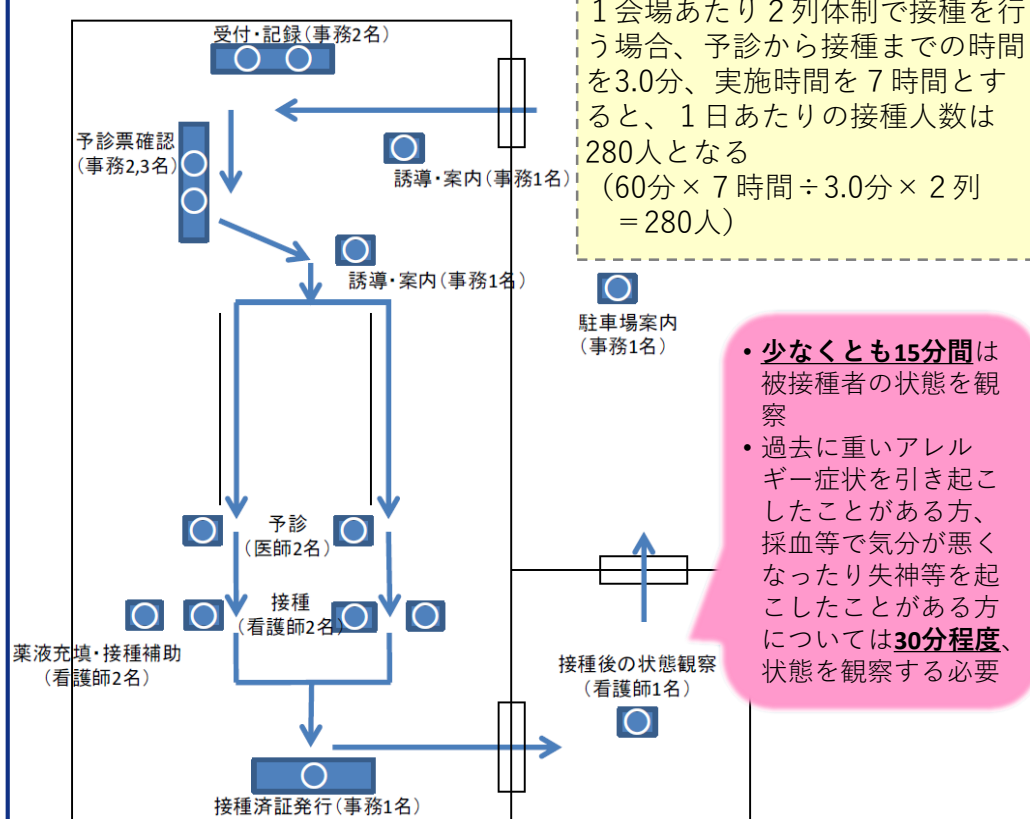 受付・記録(事務2名)
1会場あたり2列体制で接種を行
う場合、予診から接種までの時間
を3.0分、実施時間を7時間とす
ると、1日あたりの接種人数は
280人となる
(60分×7時間÷3.0分×2列
=280人)
予診票確認
(事務2,3名)
誘導・案内(事務1名)
誘導・案内(事務1名)
駐車場案内
(事務1名)
• 少なくとも15分間は
被接種者の状態を観
察
• 過去に重いアレル
ギー症状を引き起こ
したことがある方、
採血等で気分が悪く
なったり失神等を起
こしたことがある方
については30分程度、
状態を観察する必要
予診
(医師2名)
接種
(看護師2名)
薬液充填・接種補助
(看護師2名)
接種後の状態観察
(看護師1名)
接種済証発行(事務1名)